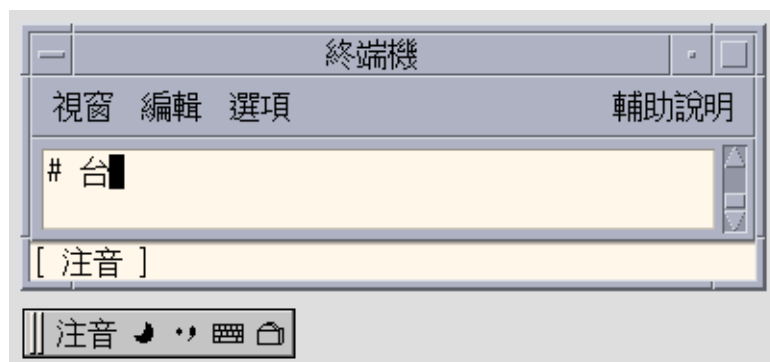 終端機
視窗 編輯 選項 輔助說明
# 台
[ 注音 ]
注音